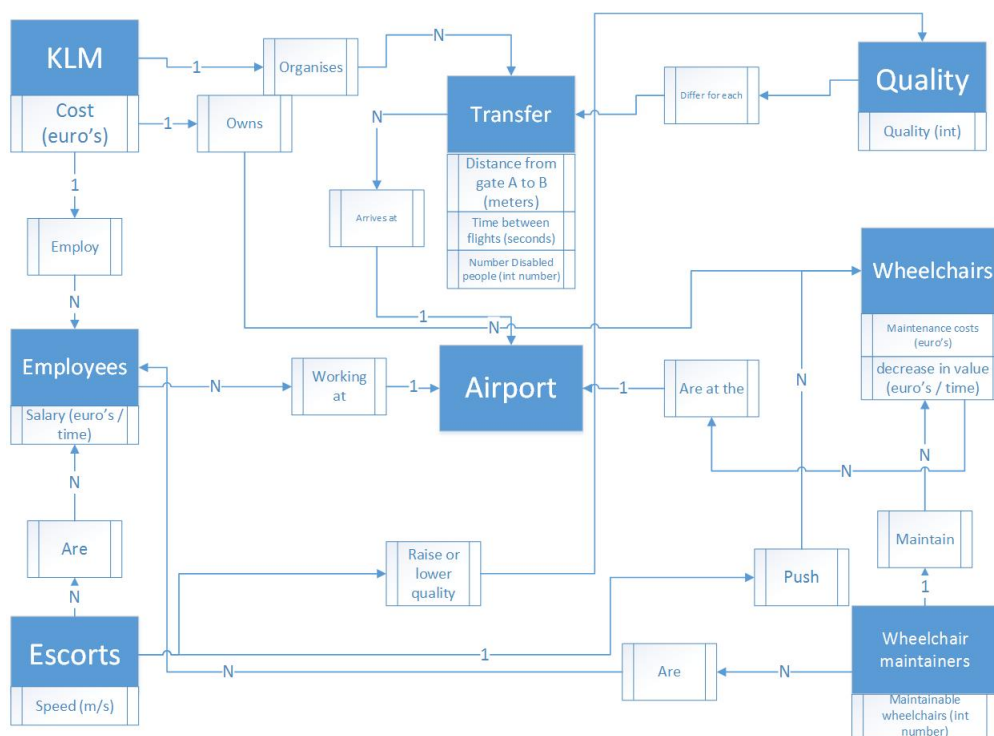 KLM
Cost
(euro's)
1
Organises
N
1
Owns
1
Employ
N
Transfer
Distance from
gate A to B
(meters)
Time between
flights (seconds)
Number Disabled
people (int number)
N
Arrives at
1
N
Differ for each
Quality
Quality (int)
Wheelchairs
Maintenance costs
(euro's)
decrease in value
(euro's / time)
Employees
Salary (euro's /
time)
N
Working
at
1
Airport
1
Are at the
N
N
N
N
Are
N
Raise or
lower
quality
Push
Maintain
1
Escorts
Speed (m/s)
1
N
Are
N
Wheelchair
maintainers
Maintainable
wheelchairs (int
number)